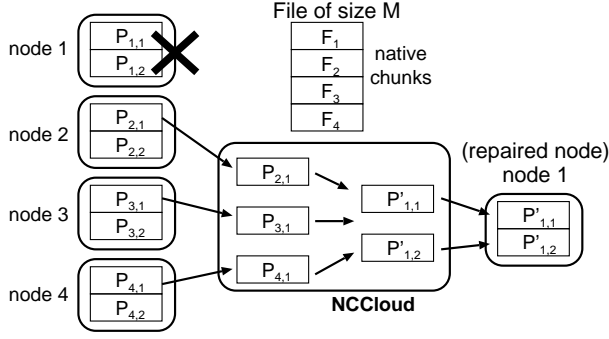 File of size M
node 1
P1,1
P1,2
F1
F2
F3
F4
native
chunks
node 2
P2,1
P2,2
node 3
P3,1
P3,2
node 4
P4,1
P4,2
P2,1
P3,1
P4,1
P'1,1
P'1,2
NCCloud
(repaired node)
node 1
P'1,1
P'1,2